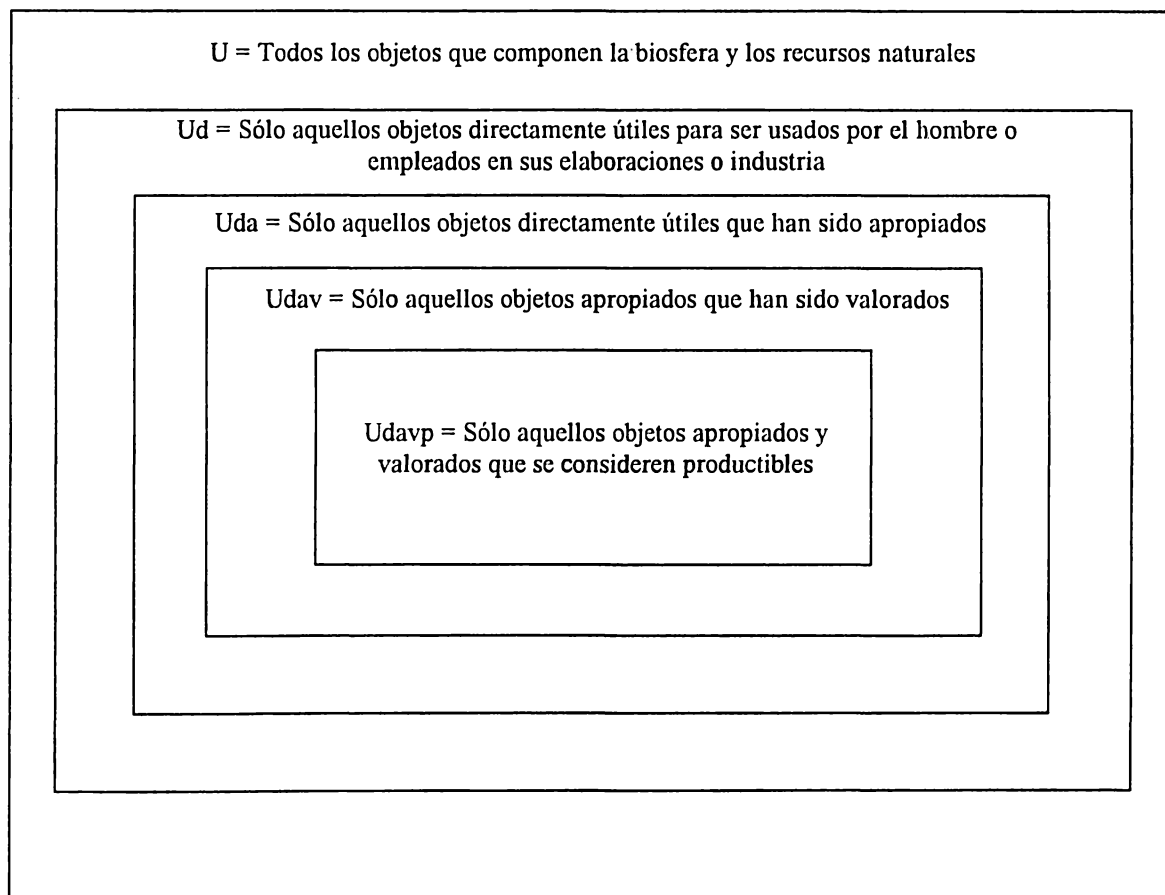 U = Todos los objetos que componen la biosfera y los recursos naturales
Ud = Sólo aquellos objetos directamente útiles para ser usados por el hombre o
empleados en sus elaboraciones o industria
Uda = Sólo aquellos objetos directamente útiles que han sido apropiados
Udav = Sólo aquellos objetos apropiados que han sido valorados
Udavp = Sólo aquellos objetos apropiados y
valorados que se consideren productibles